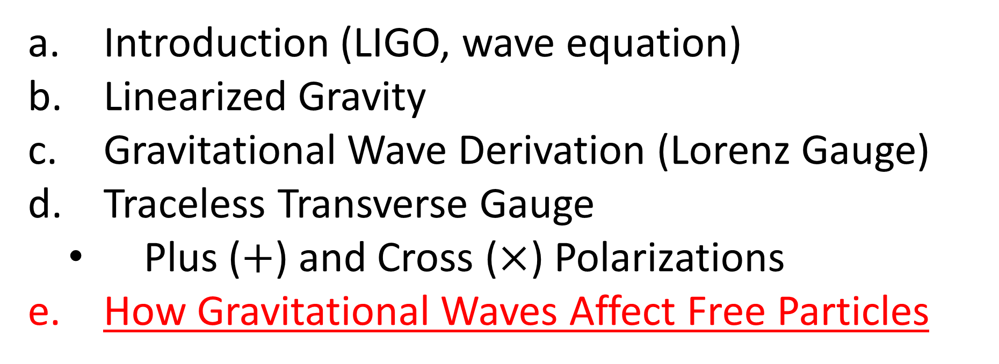 a. Introduction (LIGO, wave equation)
b. Linearized Gravity
c. Gravitational Wave Derivation (Lorenz Gauge)
d. Traceless Transverse Gauge
• Plus (+) and Cross (×) Polarizations
e. How Gravitational Waves Affect Free Particles